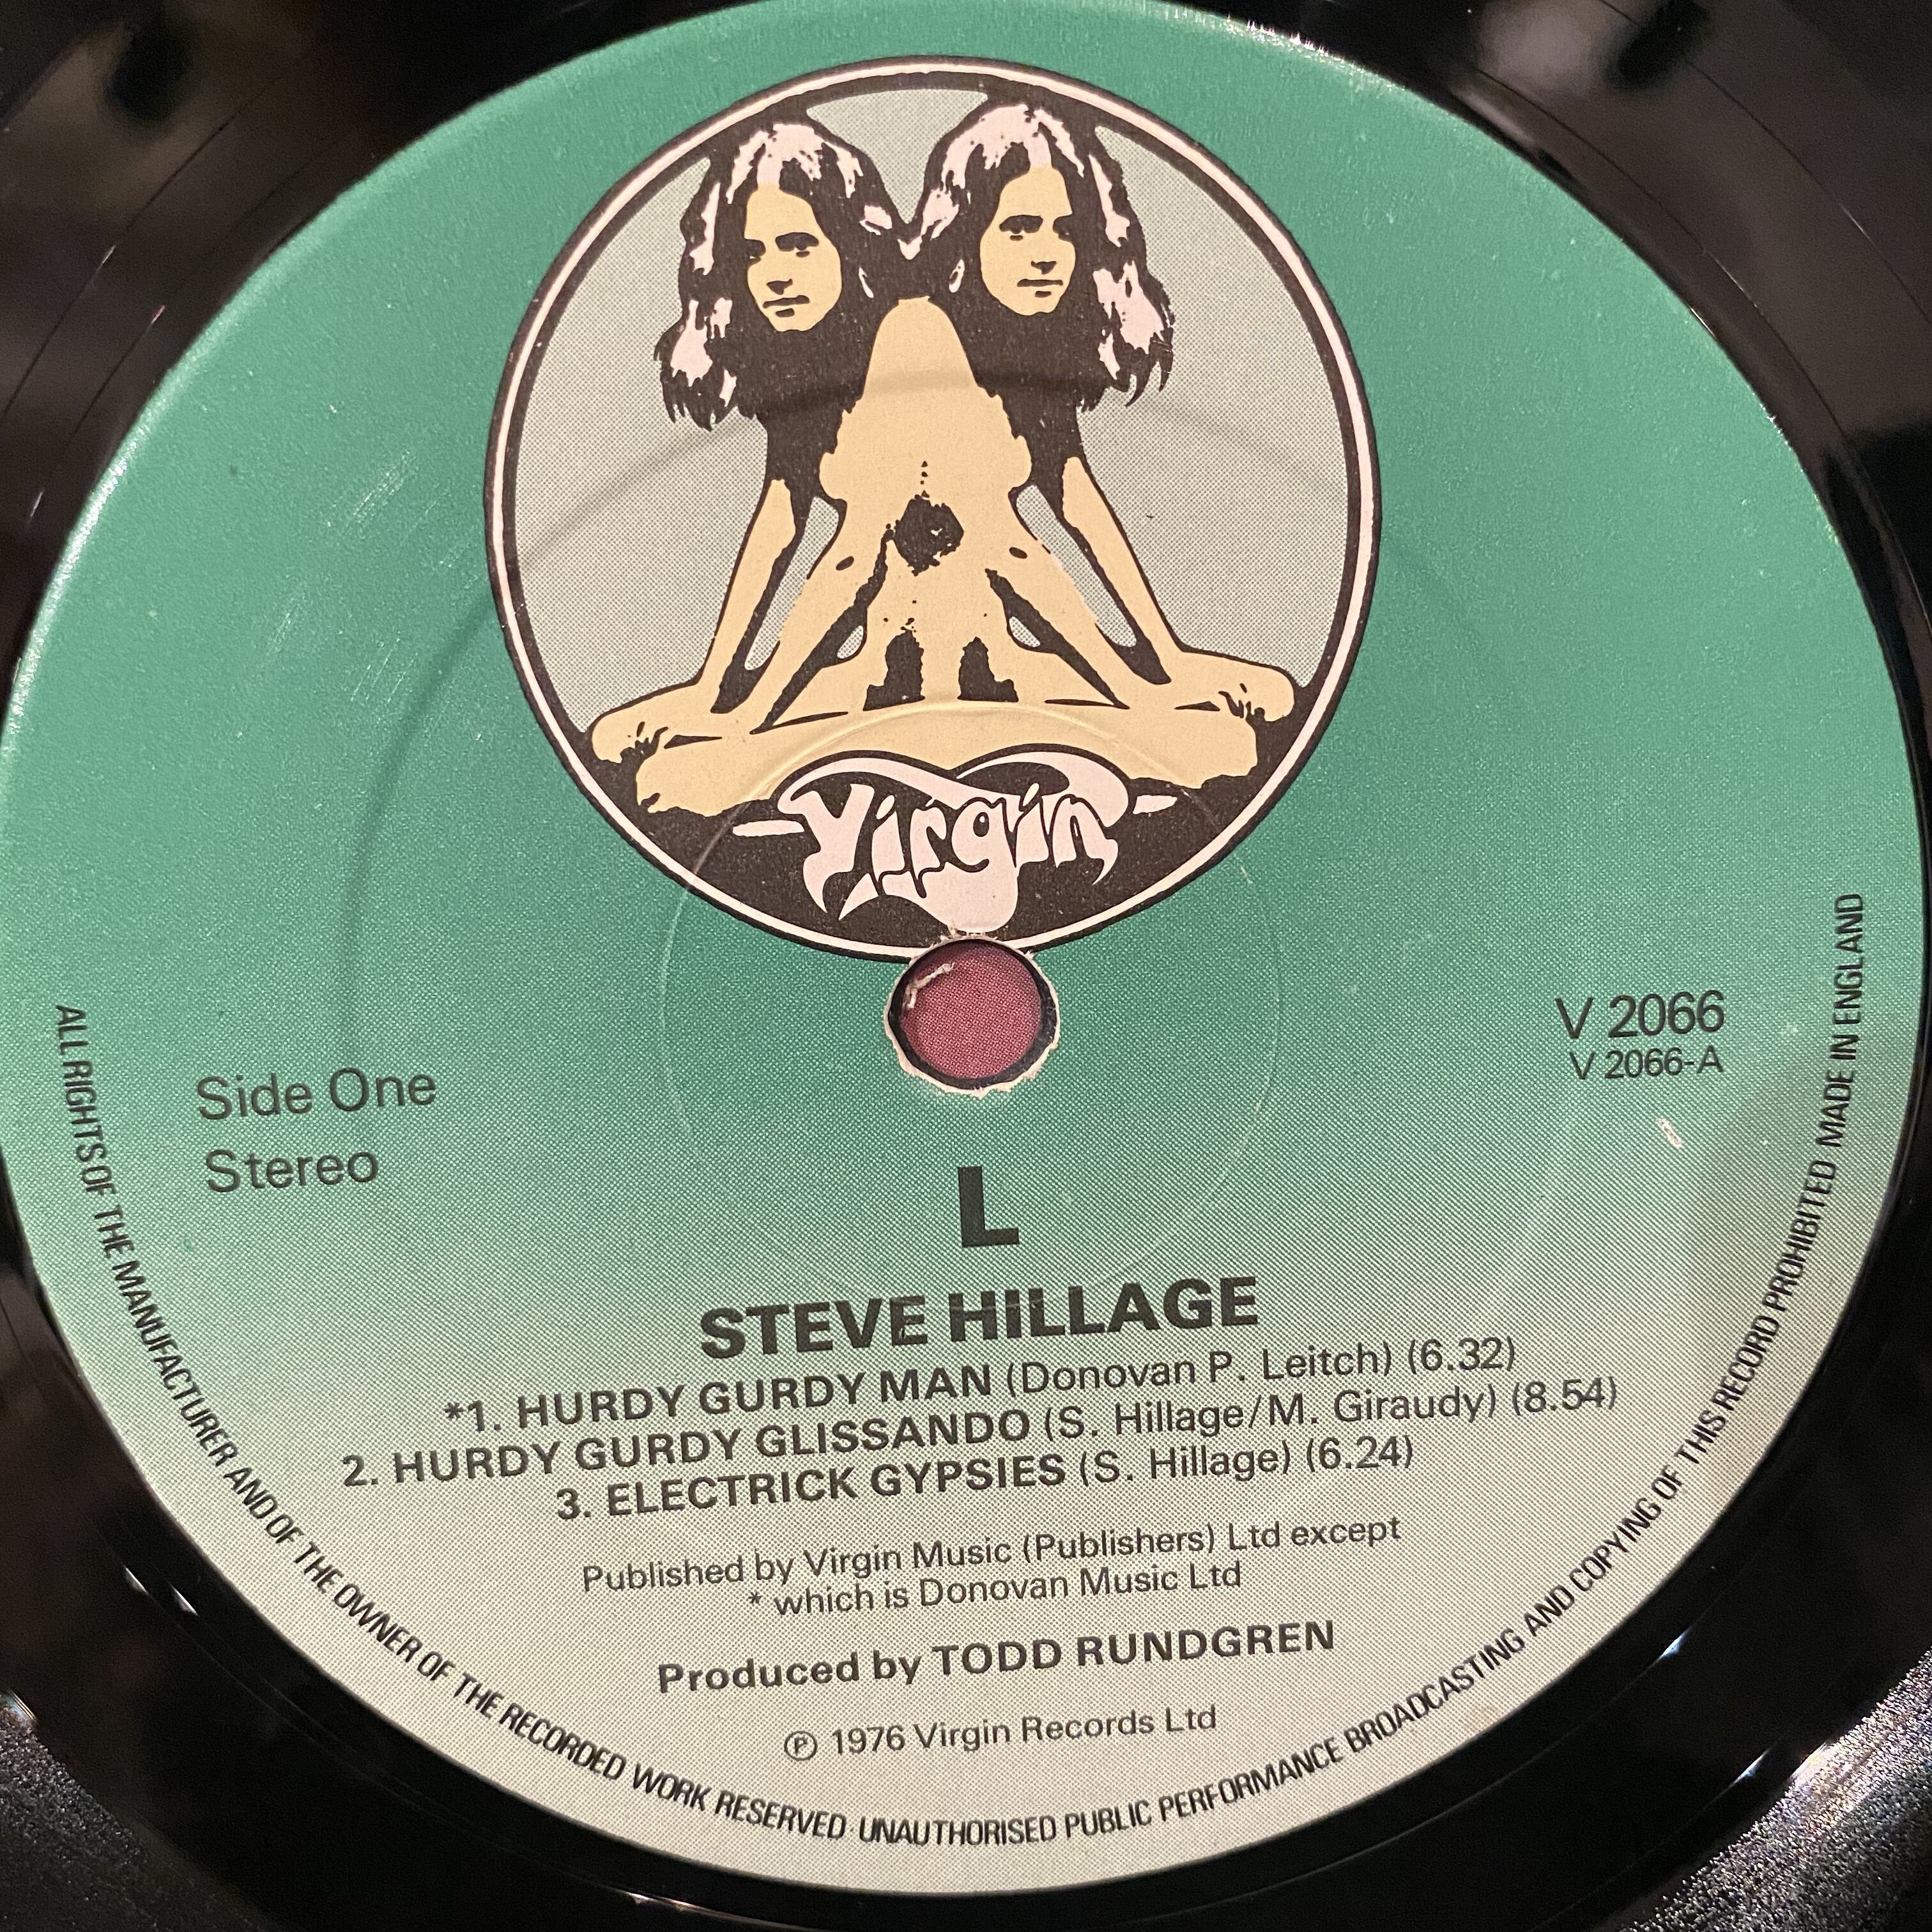 Virgin
V 2066
V 2066-A
Side One
Stereo
L
STEVE HILLAGE
*1. HURDY GURDY MAN (Donovan P. Leitch) (6.32)
2. HURDY GURDY GLISSANDO (S. Hillage/M. Giraudy) (8.54)
3. ELECTRICK GYPSIES (S. Hillage) (6.24)
Published by Virgin Music (Publishers) Ltd except
* which is Donovan Music Ltd
Produced by TODD RUNDGREN
℗ 1976 Virgin Records Ltd
ALL RIGHTS OF THE MANUFACTURER AND OF THE OWNER OF THE RECORDED WORK RESERVED UNAUTHORISED PUBLIC PERFORMANCE BROADCASTING AND COPYING OF THIS RECORD PROHIBITED MADE IN ENGLAND